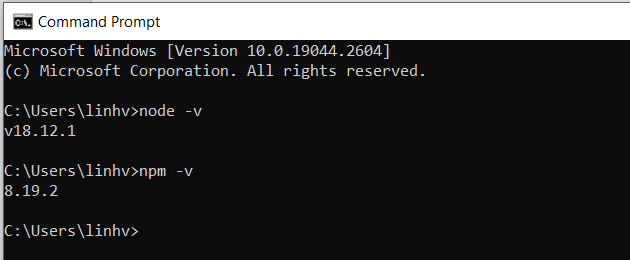 Command Prompt
Microsoft Windows [Version 10.0.19044.2604]
(c) Microsoft Corporation. All rights reserved.
C:\Users\linhv>node -v
v18.12.1
C:\Users\linhv>npm -v
8.19.2
C:\Users\linhv>